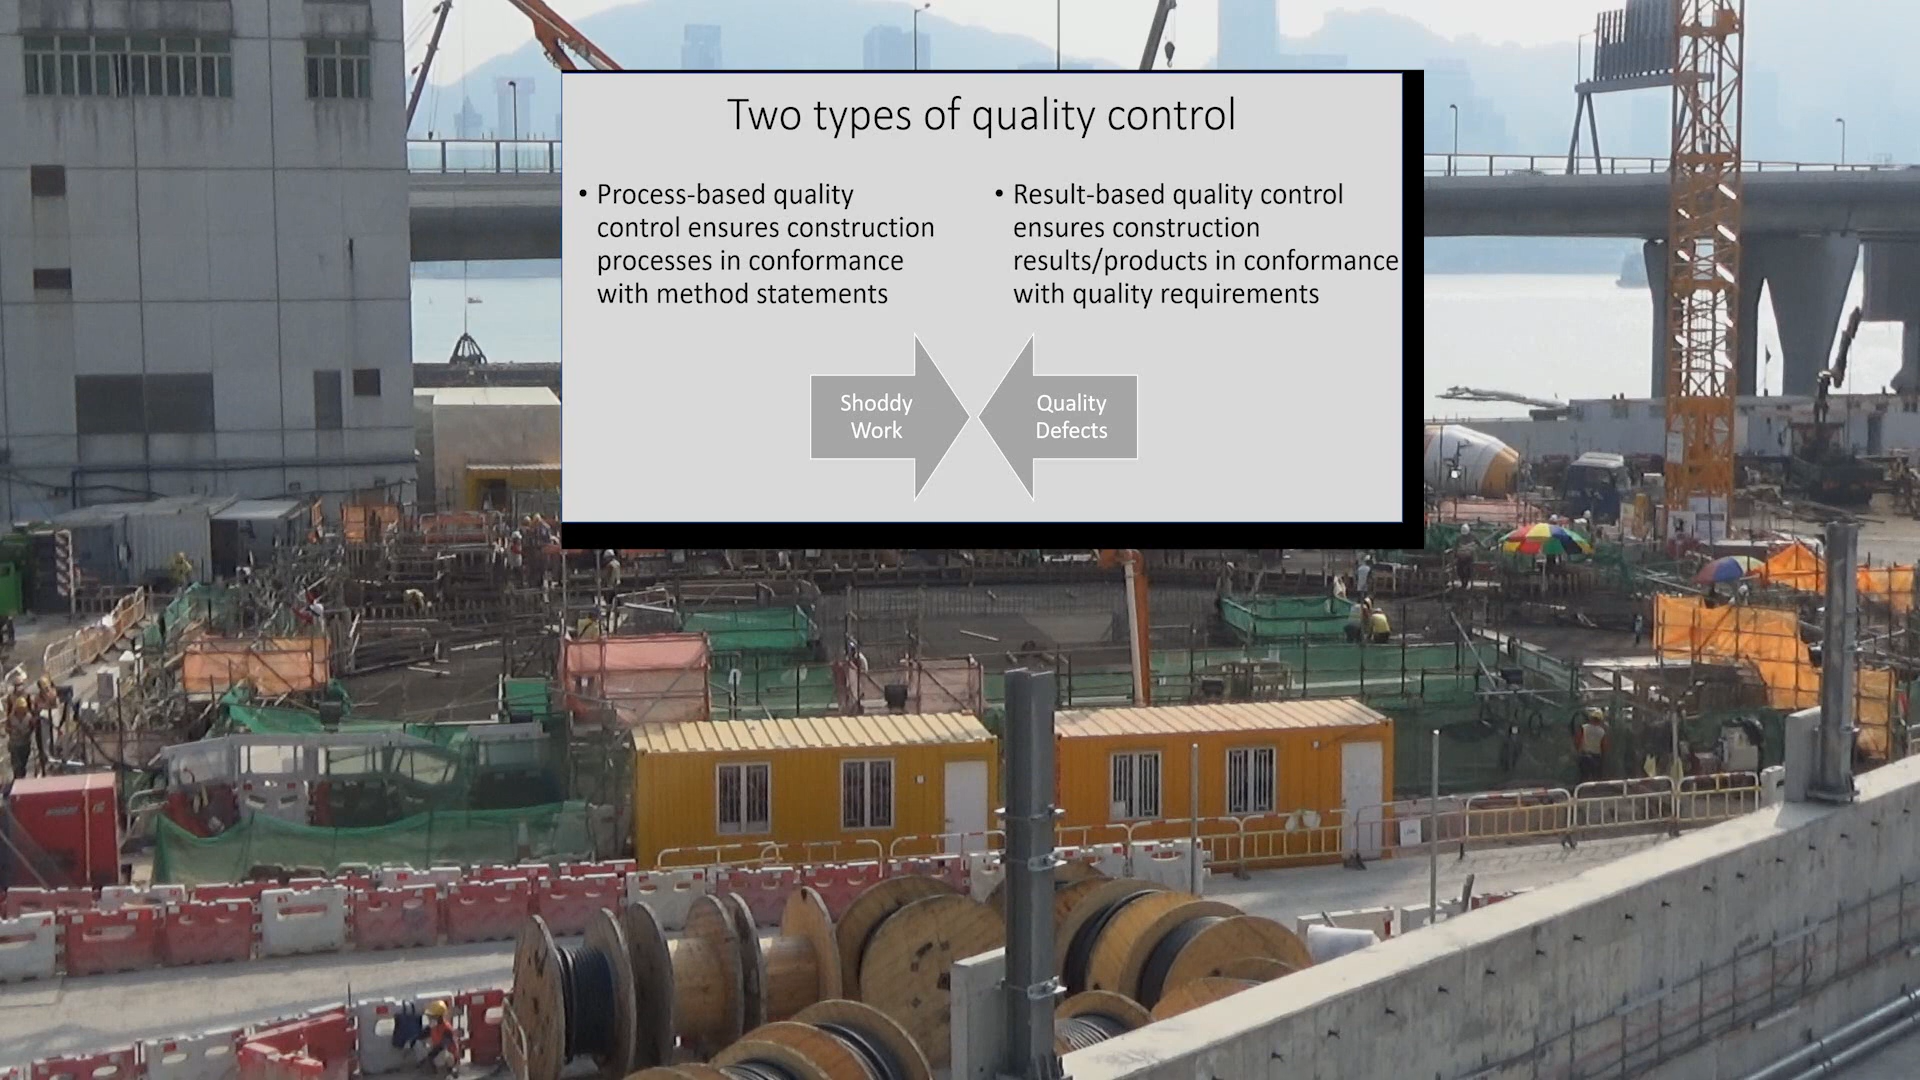 Two types of quality control
• Process-based quality
control ensures construction
processes in conformance
with method statements
• Result-based quality control
ensures construction
results/products in conformance
with quality requirements
Shoddy
Work
Quality
Defects